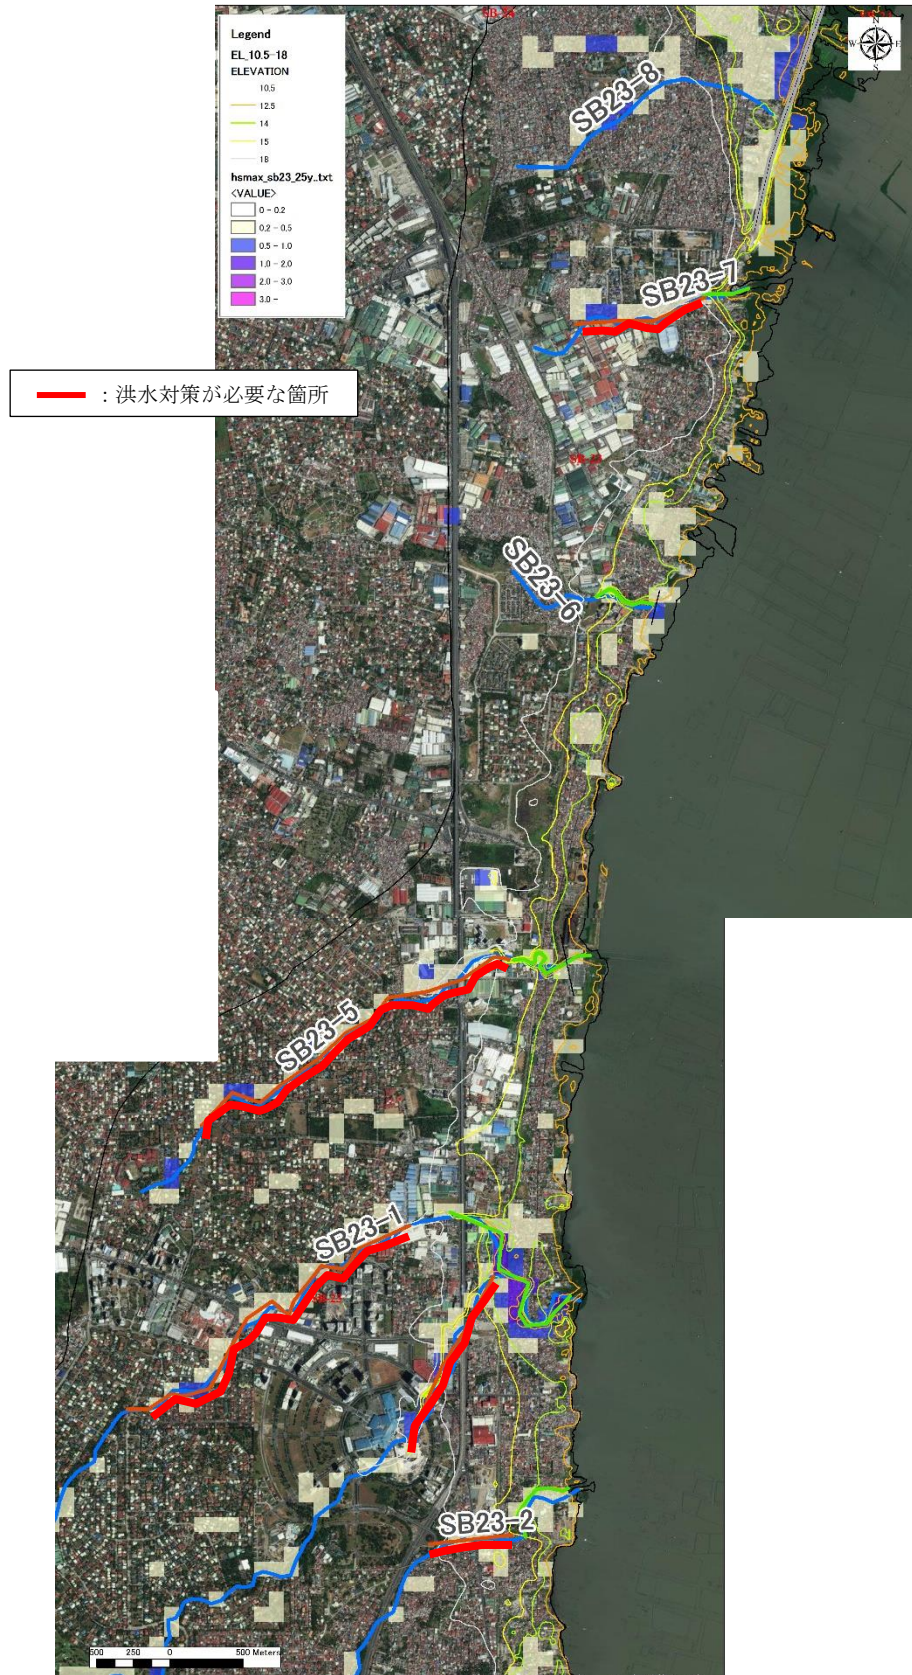 Legend
EL_10.5-18
ELEVATION
10.5
12.5
14
15
18
hsmax_sb23_25y_.txt
<VALUE>
0 - 0.2
0.2 - 0.5
0.5 - 1.0
1.0 - 2.0
2.0 - 3.0
3.0 -
N
W
E
S
SB23-8
SB23-7
：洪水対策が必要な箇所
SB23-6
SB23-5
SB23-1
SB23-2
500 250 0 500 Meters